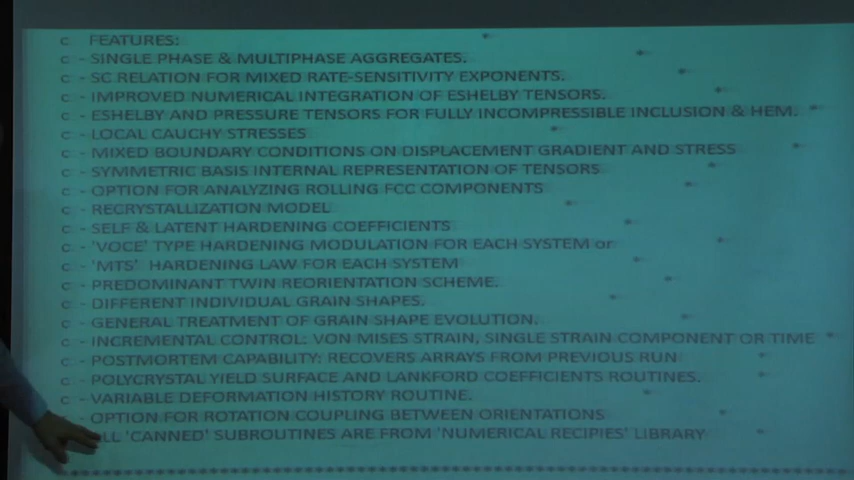 c FEATURES: *
c - SINGLE PHASE & MULTIPHASE AGGREGATES. *
c - SC RELATION FOR MIXED RATE-SENSITIVITY EXPONENTS. *
c - IMPROVED NUMERICAL INTEGRATION OF ESHELBY TENSORS. *
c - ESHELBY AND PRESSURE TENSORS FOR FULLY INCOMPRESSIBLE INCLUSION & HEM. *
c - LOCAL CAUCHY STRESSES *
c - MIXED BOUNDARY CONDITIONS ON DISPLACEMENT GRADIENT AND STRESS *
c - SYMMETRIC BASIS INTERNAL REPRESENTATION OF TENSORS *
c - OPTION FOR ANALYZING ROLLING FCC COMPONENTS *
c - RECRYSTALLIZATION MODEL *
c - SELF & LATENT HARDENING COEFFICIENTS *
c - 'VOCE' TYPE HARDENING MODULATION FOR EACH SYSTEM or *
c - 'MTS' HARDENING LAW FOR EACH SYSTEM *
c - PREDOMINANT TWIN REORIENTATION SCHEME. *
c - DIFFERENT INDIVIDUAL GRAIN SHAPES. *
c - GENERAL TREATMENT OF GRAIN SHAPE EVOLUTION. *
c - INCREMENTAL CONTROL: VON MISES STRAIN, SINGLE STRAIN COMPONENT OR TIME *
c - POSTMORTEM CAPABILITY: RECOVERS ARRAYS FROM PREVIOUS RUN *
c - POLYCRYSTAL YIELD SURFACE AND LANKFORD COEFFICIENTS ROUTINES. *
c - VARIABLE DEFORMATION HISTORY ROUTINE. *
c - OPTION FOR ROTATION COUPLING BETWEEN ORIENTATIONS *
'CANNED' SUBROUTINES ARE FROM 'NUMERICAL RECIPIES' LIBRARY *